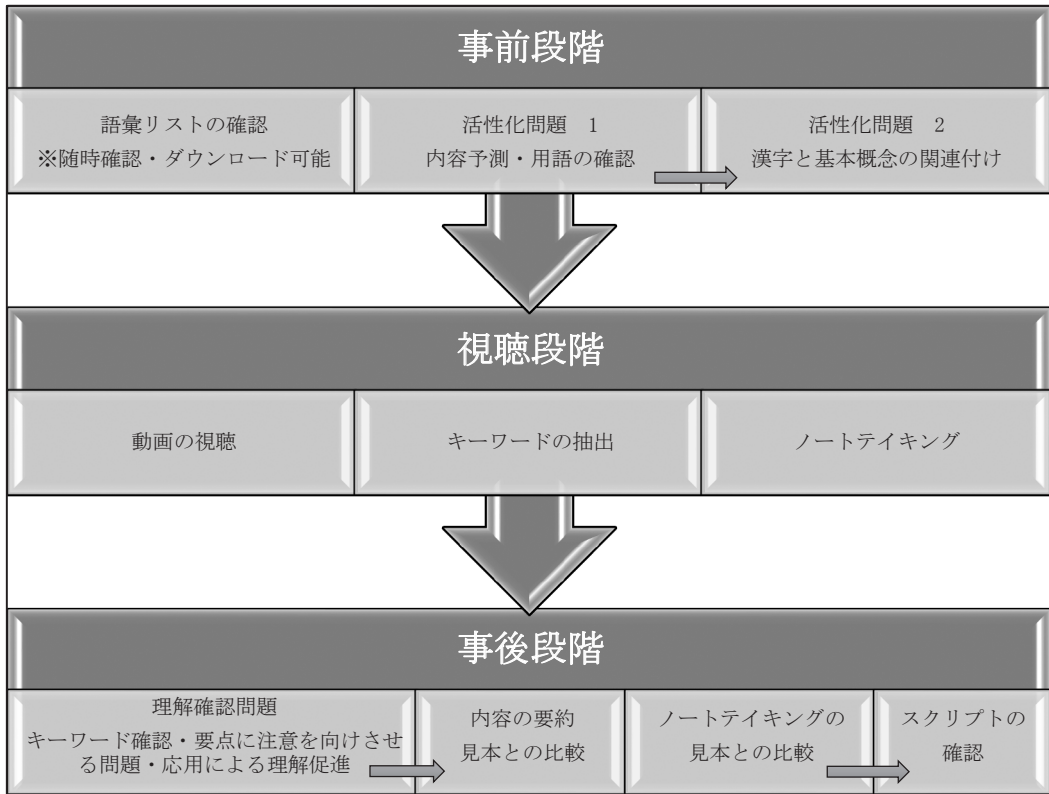 事前段階
語彙リストの確認
※随時確認・ダウンロード可能
活性化問題 1
内容予測・用語の確認
活性化問題 2
漢字と基本概念の関連付け
視聴段階
動画の視聴
キーワードの抽出
ノートテイキング
事後段階
理解確認問題
キーワード確認・要点に注意を向けさせ
る問題・応用による理解促進
内容の要約
見本との比較
ノートテイキングの
見本との比較
スクリプトの
確認